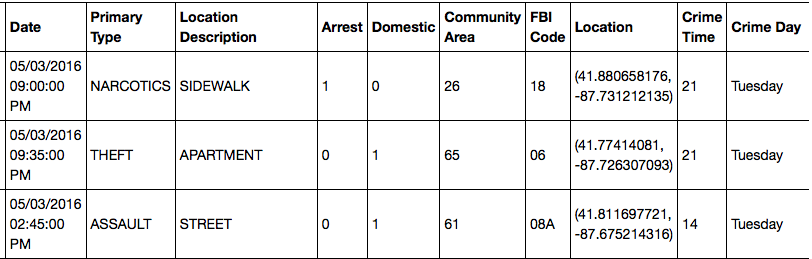 Date Primary Type Location Description Arrest Domestic Community Area FBI Code Location Crime Time Crime Day
05/03/2016 09:00:00 PM NARCOTICS SIDEWALK 1 0 26 18 (41.880658176, -87.731212135) 21 Tuesday
05/03/2016 09:35:00 PM THEFT APARTMENT 0 1 65 06 (41.77414081, -87.726307093) 21 Tuesday
05/03/2016 02:45:00 PM ASSAULT STREET 0 1 61 08A (41.811697721, -87.675214316) 14 Tuesday